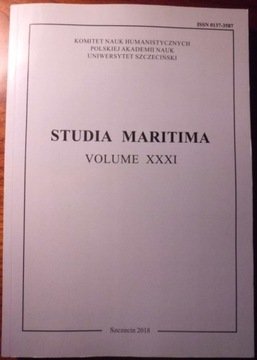 ISSN 0137-3587
KOMITET NAUK HUMANISTYCZNYCH
POLSKIEJ AKADEMII NAUK
UNIWERSYTET SZCZECIŃSKI
STUDIA MARITIMA
VOLUME XXXI
Szczecin 2018